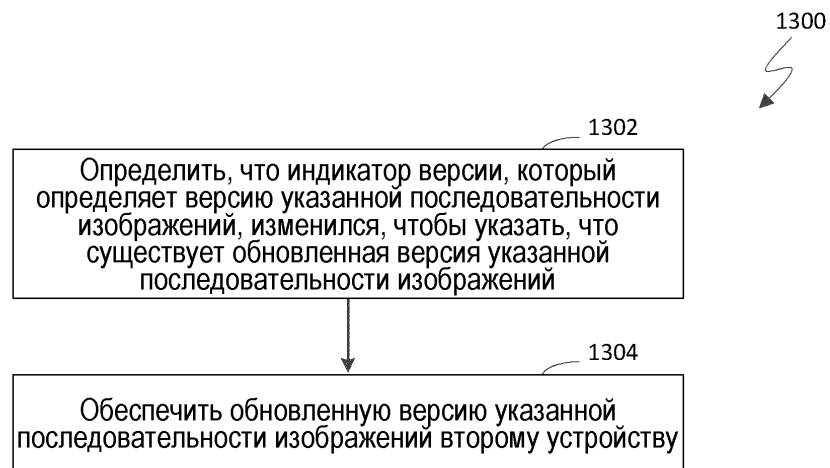 1300
1302
Определить, что индикатор версии, который
определяет версию указанной последовательности
изображений, изменился, чтобы указать, что
существует обновленная версия указанной
последовательности изображений
1304
Обеспечить обновленную версию указанной
последовательности изображений второму устройству